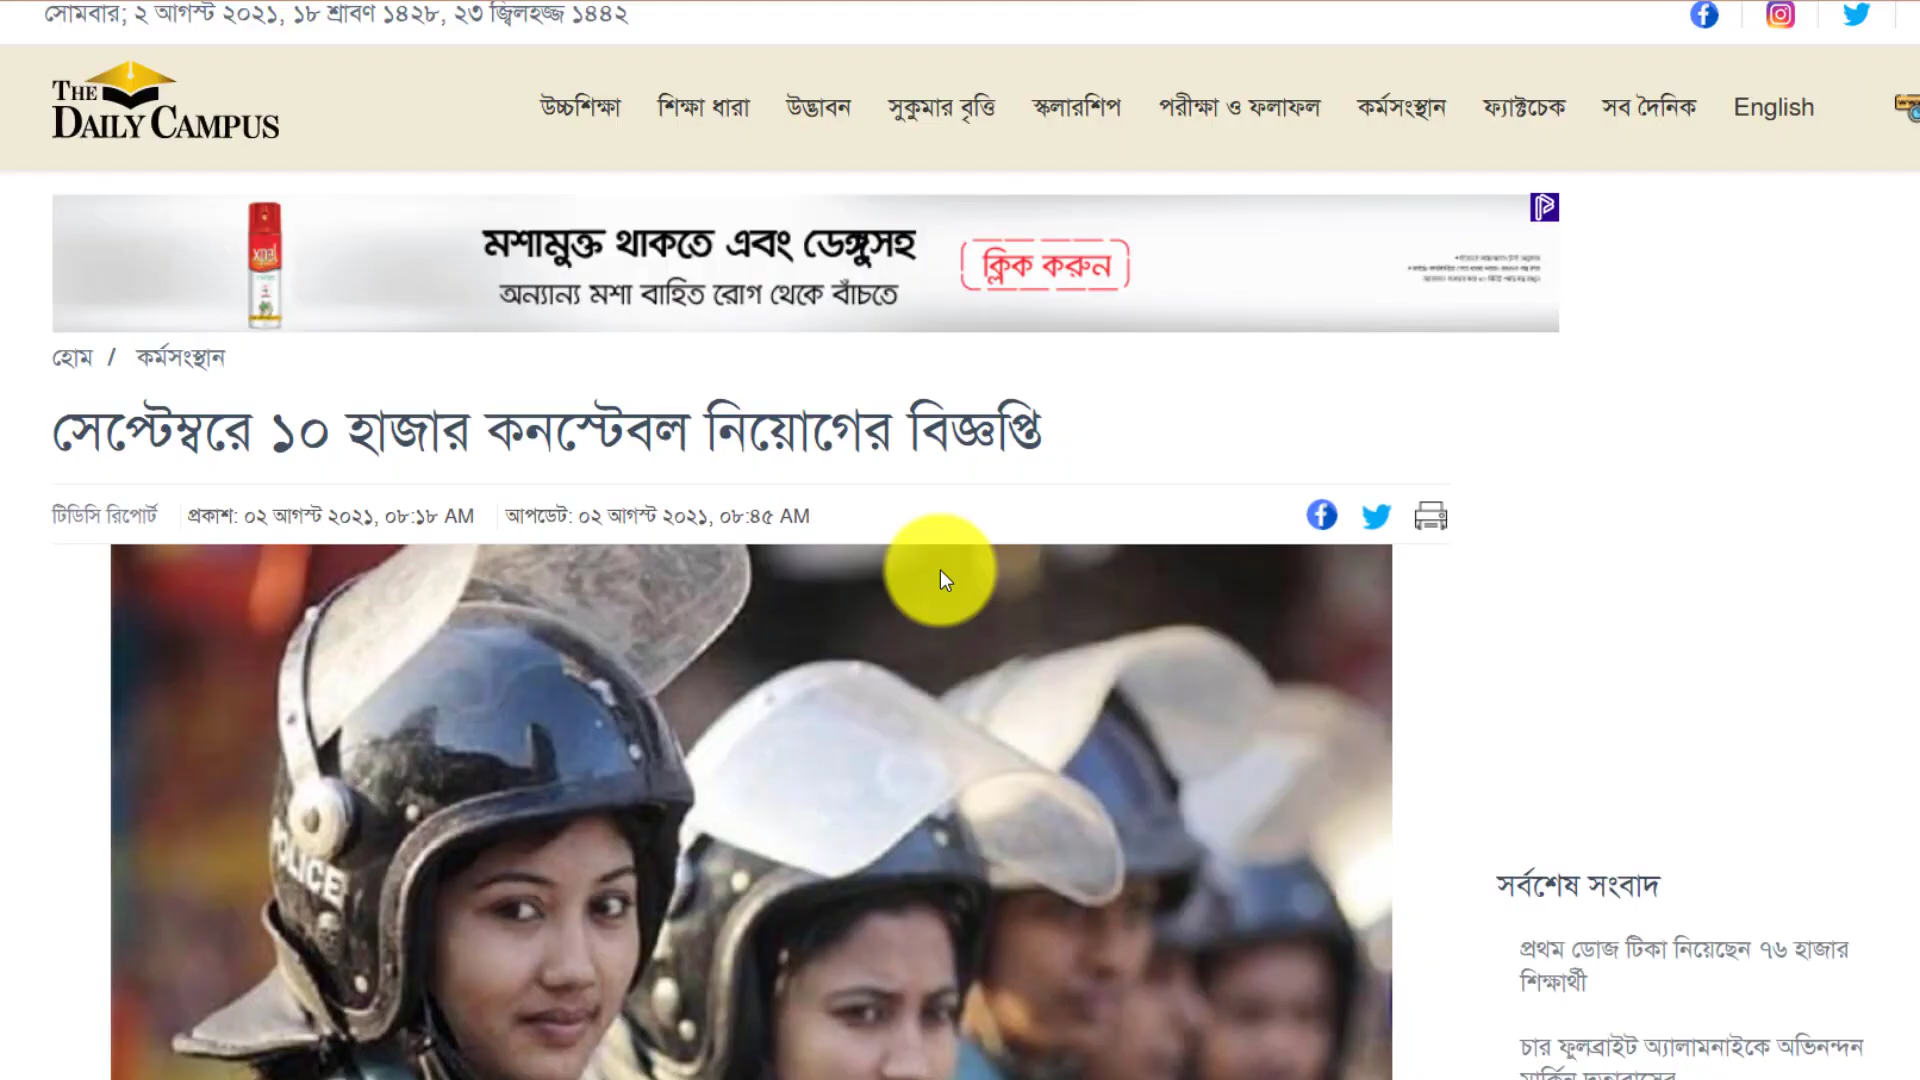 সোমবার; ২ আগস্ট ২০২১, ১৮ শ্রাবণ ১৪২৮, ২৩ জ্বিলহজ্জ ১৪৪২
THE
DAILY CAMPUS
উচ্চশিক্ষা শিক্ষা ধারা উদ্ভাবন সুকুমার বৃত্তি স্কলারশিপ পরীক্ষা ও ফলাফল কর্মসংস্থান ফ্যাক্টচেক সব দৈনিক English
মশামুক্ত থাকতে এবং ডেঙ্গুসহ
অন্যান্য মশা বাহিত রোগ থেকে বাঁচতে
ক্লিক করুন
xpel
হোম / কর্মসংস্থান
সেপ্টেম্বরে ১০ হাজার কনস্টেবল নিয়োগের বিজ্ঞপ্তি
টিডিসি রিপোর্ট প্রকাশ: ০২ আগস্ট ২০২১, ০৮:১৮ AM আপডেট: ০২ আগস্ট ২০২১, ০৮:৪৫ AM
POLICE
সর্বশেষ সংবাদ
প্রথম ডোজ টিকা নিয়েছেন ৭৬ হাজার
শিক্ষার্থী
চার ফুলব্রাইট অ্যালামনাইকে অভিনন্দন
মার্কিন দূতাবাসের